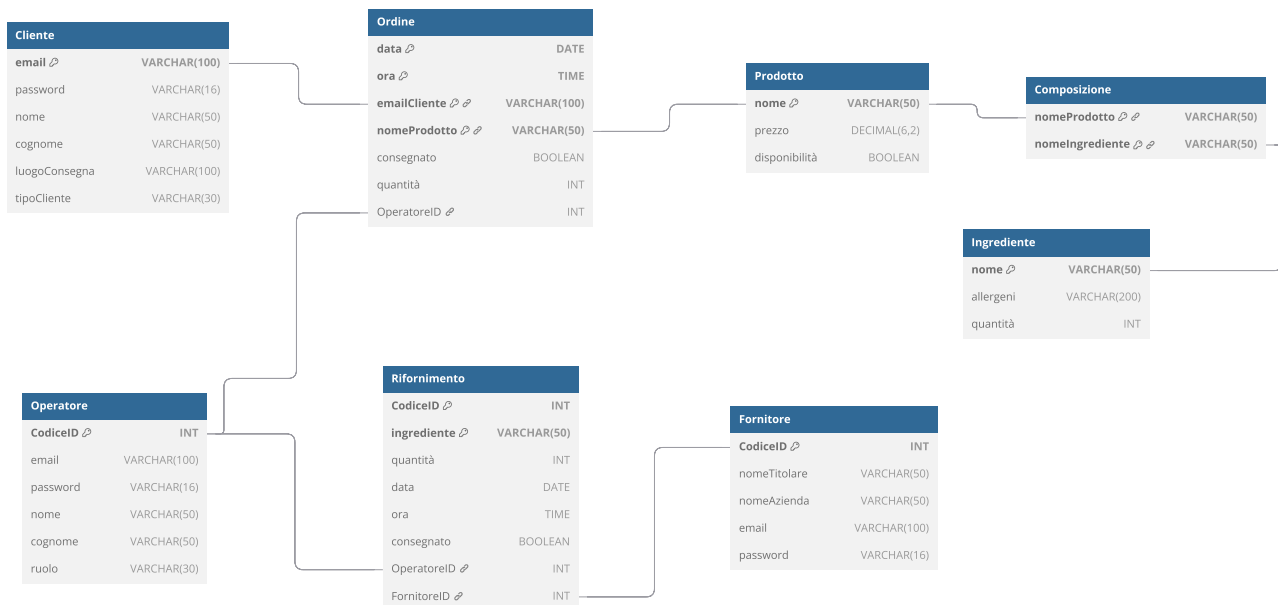 Cliente
email VARCHAR(100)
password VARCHAR(16)
nome VARCHAR(50)
cognome VARCHAR(50)
luogoConsegna VARCHAR(100)
tipoCliente VARCHAR(30)
Ordine
data DATE
ora TIME
emailCliente VARCHAR(100)
nomeProdotto VARCHAR(50)
consegnato BOOLEAN
quantità INT
OperatoreID INT
Prodotto
nome VARCHAR(50)
prezzo DECIMAL(6,2)
disponibilità BOOLEAN
Composizione
nomeProdotto VARCHAR(50)
nomeIngrediente VARCHAR(50)
Ingrediente
nome VARCHAR(50)
allergeni VARCHAR(200)
quantità INT
Operatore
CodiceID INT
email VARCHAR(100)
password VARCHAR(16)
nome VARCHAR(50)
cognome VARCHAR(50)
ruolo VARCHAR(30)
Rifornimento
CodiceID INT
ingrediente VARCHAR(50)
quantità INT
data DATE
ora TIME
consegnato BOOLEAN
OperatoreID INT
FornitoreID INT
Fornitore
CodiceID INT
nomeTitolare VARCHAR(50)
nomeAzienda VARCHAR(50)
email VARCHAR(100)
password VARCHAR(16)